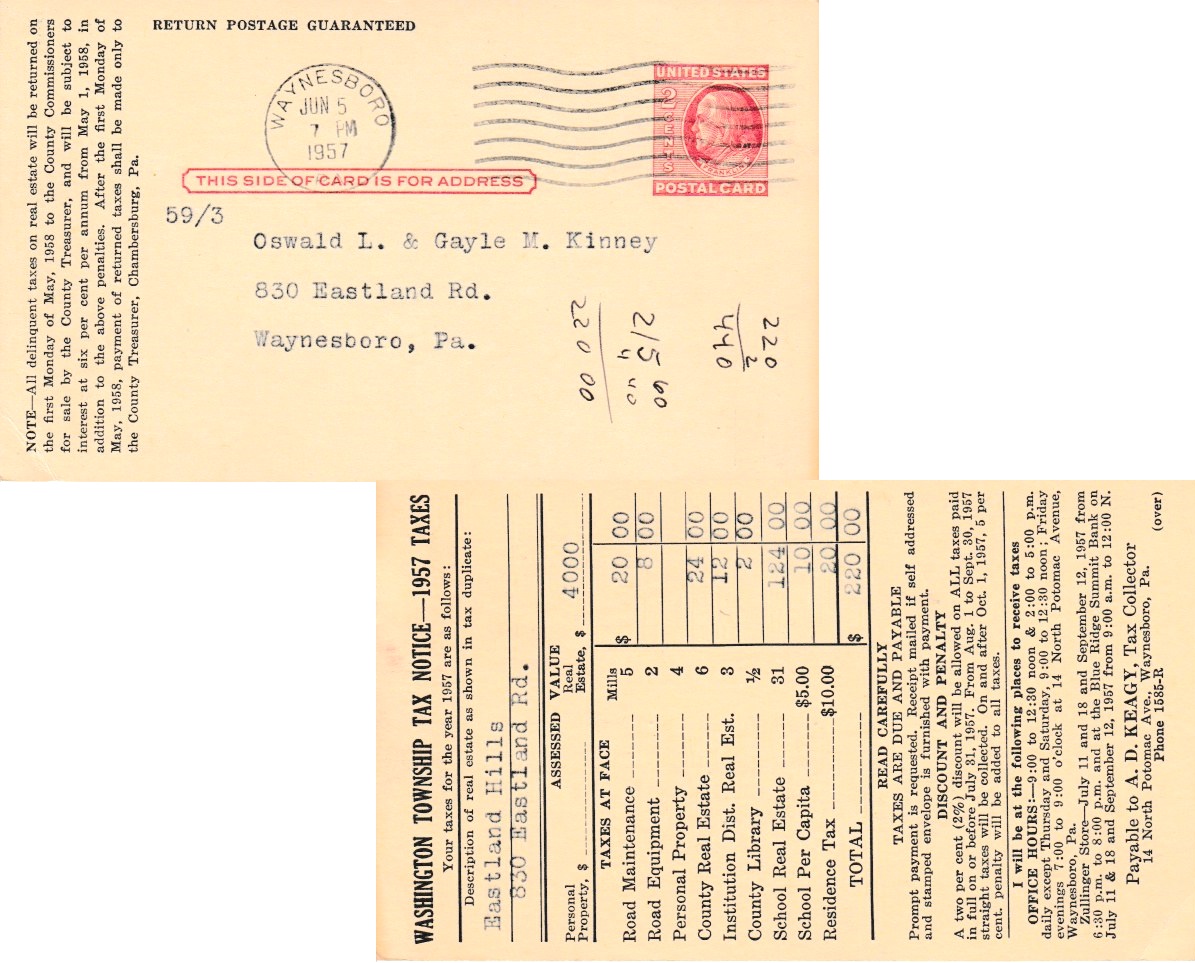 RETURN POSTAGE GUARANTEED
NOTE—All delinquent taxes on real estate will be returned on
the first Monday of May, 1958 to the County Commissioners
for sale by the County Treasurer, and will be subject to
interest at six per cent per annum from May 1, 1958, in
addition to the above penalties. After the first Monday of
May, 1958, payment of returned taxes shall be made only to
the County Treasurer, Chambersburg, Pa.
WAYNESBORO
JUN 5
7 PM
1957
UNITED STATES
2 CENTS
FRANKLIN
POSTAL CARD
THIS SIDE OF CARD IS FOR ADDRESS
59/3
Oswald L. & Gayle M. Kinney
830 Eastland Rd.
Waynesboro, Pa.
220
2
440
215 60
4 40
220 00
WASHINGTON TOWNSHIP TAX NOTICE—1957 TAXES
Your taxes for the year 1957 are as follows:
Description of real estate as shown in tax duplicate:
Eastland Hills
830 Eastland Rd.
ASSESSED VALUE
Personal Property, $ Real Estate, $ 4000
TAXES AT FACE Mills
Road Maintenance 5 $ 20 00
Road Equipment 2 8 00
Personal Property 4
County Real Estate 6 24 00
Institution Dist. Real Est. 3 12 00
County Library ½ 2 00
School Real Estate 31 124 00
School Per Capita $5.00 10 00
Residence Tax $10.00 20 00
TOTAL $ 220 00
READ CAREFULLY
TAXES ARE DUE AND PAYABLE
Prompt payment is requested. Receipt mailed if self addressed
and stamped envelope is furnished with payment.
DISCOUNT AND PENALTY
A two per cent (2%) discount will be allowed on ALL taxes paid
in full on or before July 31, 1957. From Aug. 1 to Sept. 30, 1957
straight taxes will be collected. On and after Oct. 1, 1957, 5 per
cent. penalty will be added to all taxes.
I will be at the following places to receive taxes
OFFICE HOURS:—9:00 to 12:30 noon & 2:00 to 5:00 p.m.
daily except Thursday and Saturday, 9:00 to 12:30 noon; Friday
evenings 7:00 to 9:00 o'clock at 14 North Potomac Avenue,
Waynesboro, Pa.
Zullinger Store—July 11 and 18 and September 12, 1957 from
6:30 p.m. to 8:00 p.m. and at the Blue Ridge Summit Bank on
July 11 & 18 and September 12, 1957 from 9:00 a.m. to 12:00 N.
Payable to A. D. KEAGY, Tax Collector
14 North Potomac Ave., Waynesboro, Pa.
Phone 1585-R
(over)